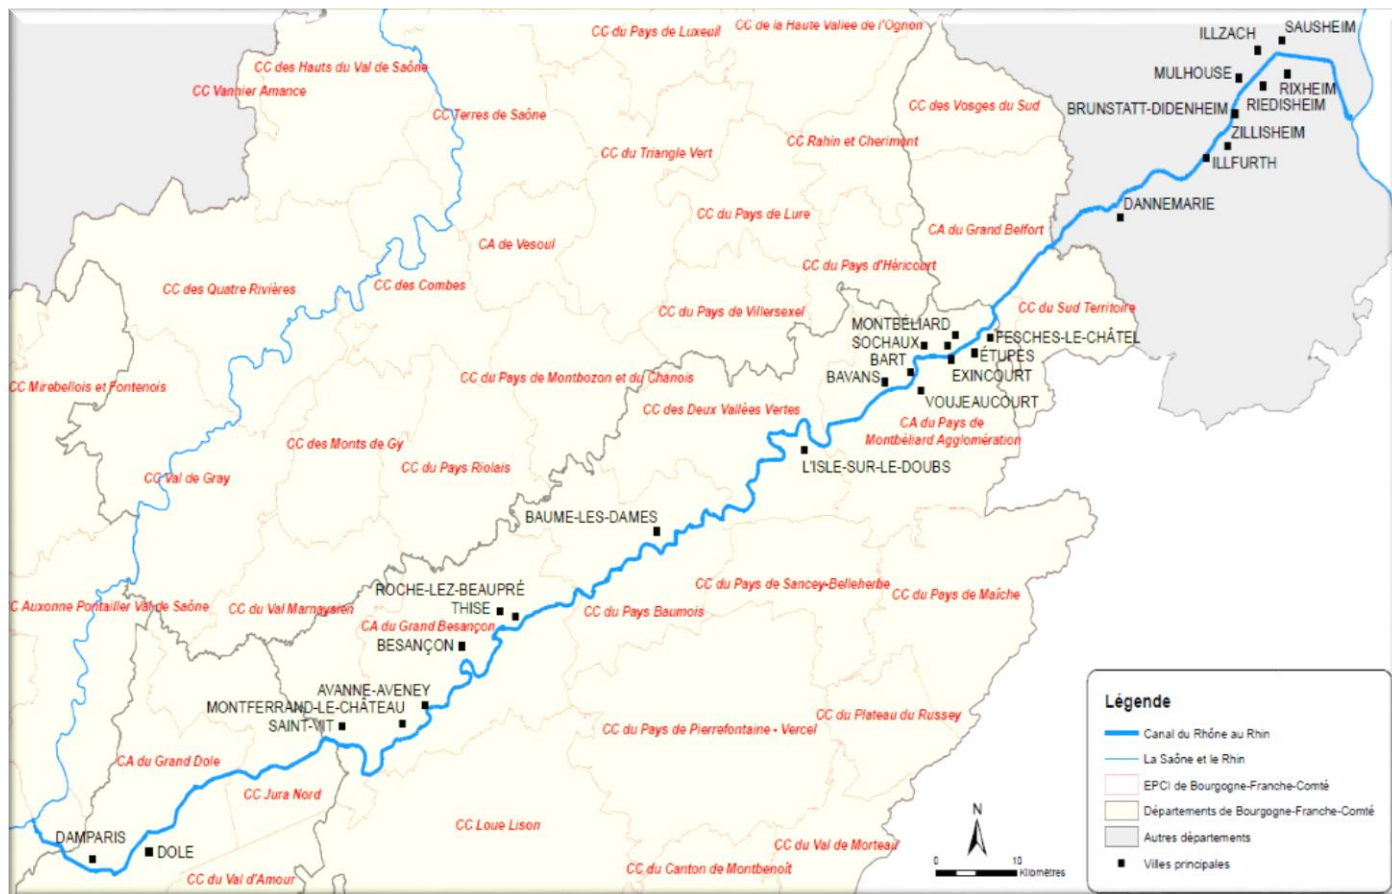 SAUSHEIM
CC du Pays de Luxeuil
CC de la Haute Vallée de l'Ognon
ILLZACH
CC des Hauts du Val de Saône
MULHOUSE
RIXHEIM
CC Vannier Amance
CC des Vosges du Sud
RIEDISHEIM
BRUNSTATT-DIDENHEIM
CC Terres de Saône
ZILLISHEIM
CC Rahin et Cherimont
CC du Triangle Vert
ILLFURTH
DANNEMARIE
CC du Pays de Lure
CA du Grand Belfort
CA de Vesoul
CC du Pays d'Héricourt
CC des Quatre Rivières
CC des Combes
CC du Sud Territoire
CC du Pays de Villersexel
MONTBÉLIARD
FESCHES-LE-CHÂTEL
SOCHAUX
ÉTUPES
BART
EXINCOURT
BAVANS
CC Mirebellois et Fontenois
CC du Pays de Montbozon et du Chanois
VOUJEAUCOURT
CC des Deux Vallées Vertes
CA du Pays de
Montbéliard Agglomération
CC des Monts de Gy
CC du Pays Riolais
L'ISLE-SUR-LE-DOUBS
CC Val de Gray
BAUME-LES-DAMES
CC du Pays de Sancey-Belleherbe
CC du Pays de Maîche
ROCHE-LEZ-BEAUPRÉ
C Auxonne Pontailler Val de Saône
CC du Val Marnaysien
THISE
CC du Pays Baumois
CA du Grand Besançon
BESANÇON
AVANNE-AVENEY
MONTFERRAND-LE-CHÂTEAU
SAINT-VIT
CC du Plateau du Russey
CC du Pays de Pierrefontaine - Vercel
CA du Grand Dole
CC Jura Nord
CC Loue Lison
DAMPARIS
DOLE
CC du Val de Morteau
CC du Canton de Montbenoît
CC du Val d'Amour
N
0 10
Kilomètres
Légende
Canal du Rhône au Rhin
La Saône et le Rhin
EPCI de Bourgogne-Franche-Comté
Départements de Bourgogne-Franche-Comté
Autres départements
Villes principales